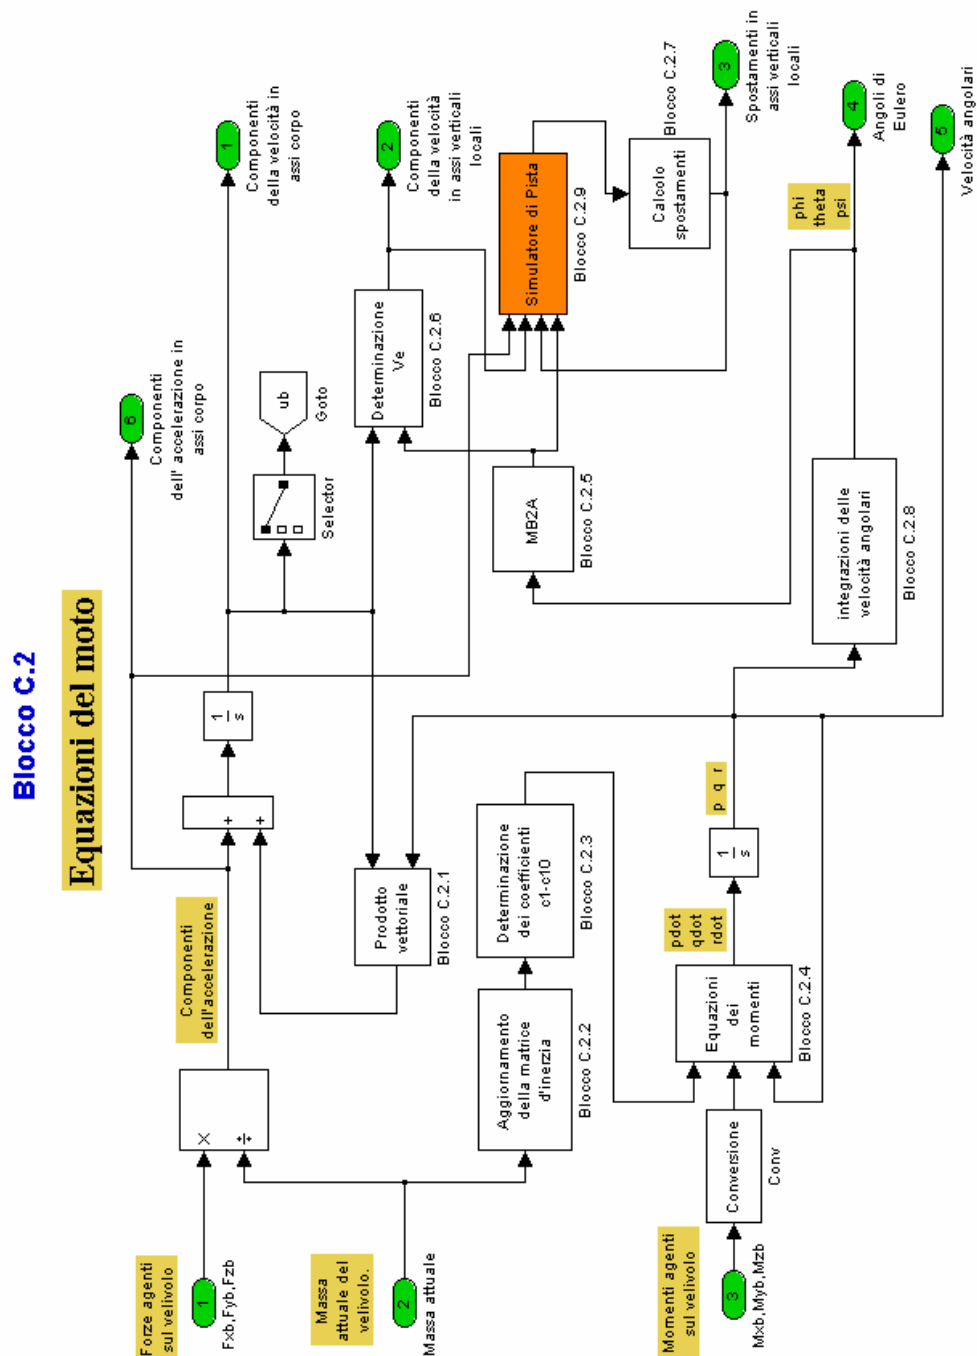 Blocco C.2
Equazioni del moto
Forze agenti
sul velivolo
1
Fxb,Fyb,Fzb
Massa
attuale del
velivolo.
2
Massa attuale
Momenti agenti
sul velivolo
3
Mxb,Myb,Mzb
×
÷
Componenti
dell'accelerazione
+
+
1
s
6
Componenti
dell' accelerazione in
assi corpo
1
Componenti
della velocità in
assi corpo
Selector
ub
Goto
Prodotto
vettoriale
Blocco C.2.1
Determinazione
Ve
Blocco C.2.6
2
Componenti
della velocità
in assi verticali
locali
Aggiornamento
della matrice
d'inerzia
Blocco C.2.2
Determinazione
dei coefficienti
c1-c10
Blocco C.2.3
MB2A
Blocco C.2.5
Simulatore di Pista
Blocco C.2.9
Calcolo
spostamenti
Blocco C.2.7
3
Spostamenti in
assi verticali
locali
Conversione
Conv
Equazioni
dei
momenti
Blocco C.2.4
pdot
qdot
rdot
1
s
p q r
integrazioni delle
velocità angolari
Blocco C.2.8
phi
theta
psi
4
Angoli di
Eulero
5
Velocità angolari